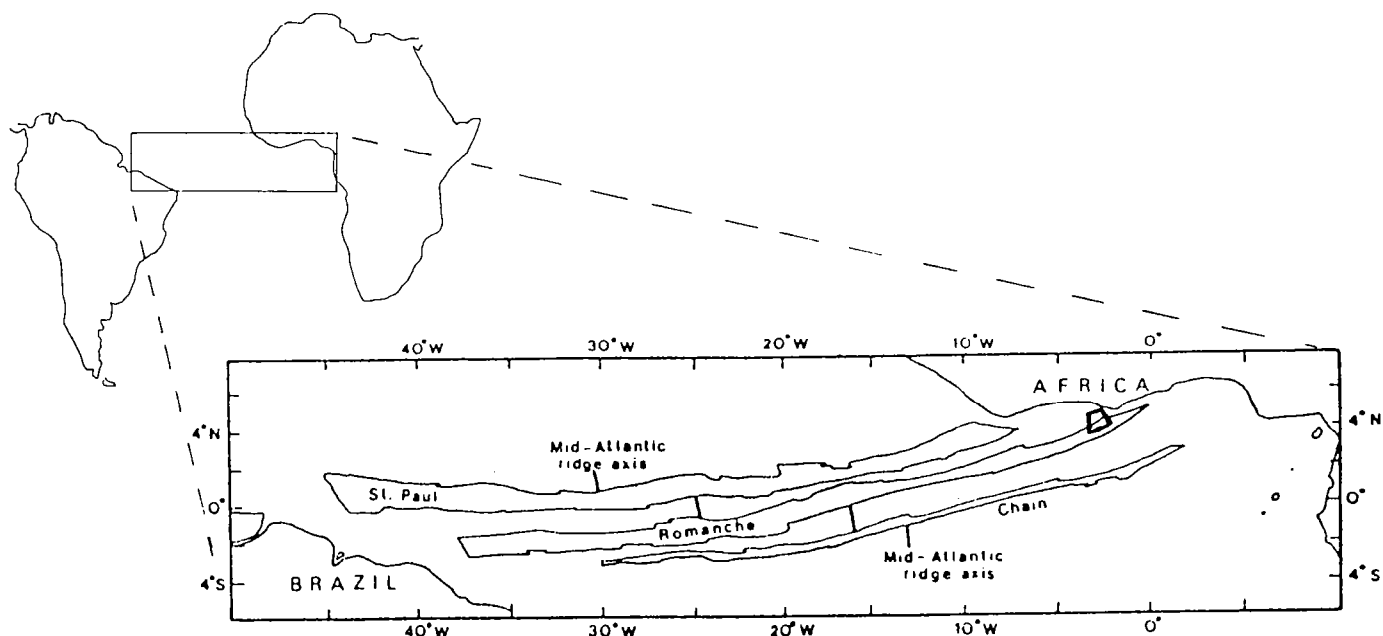 40°W 30°W 20°W 10°W 0°
AFRICA
4°N 4°N
Mid-Atlantic
ridge axis
St. Paul
0° 0°
Romanche
Chain
Mid-Atlantic
ridge axis
BRAZIL
4°S 4°S
40°W 30°W 20°W 10°W 0°